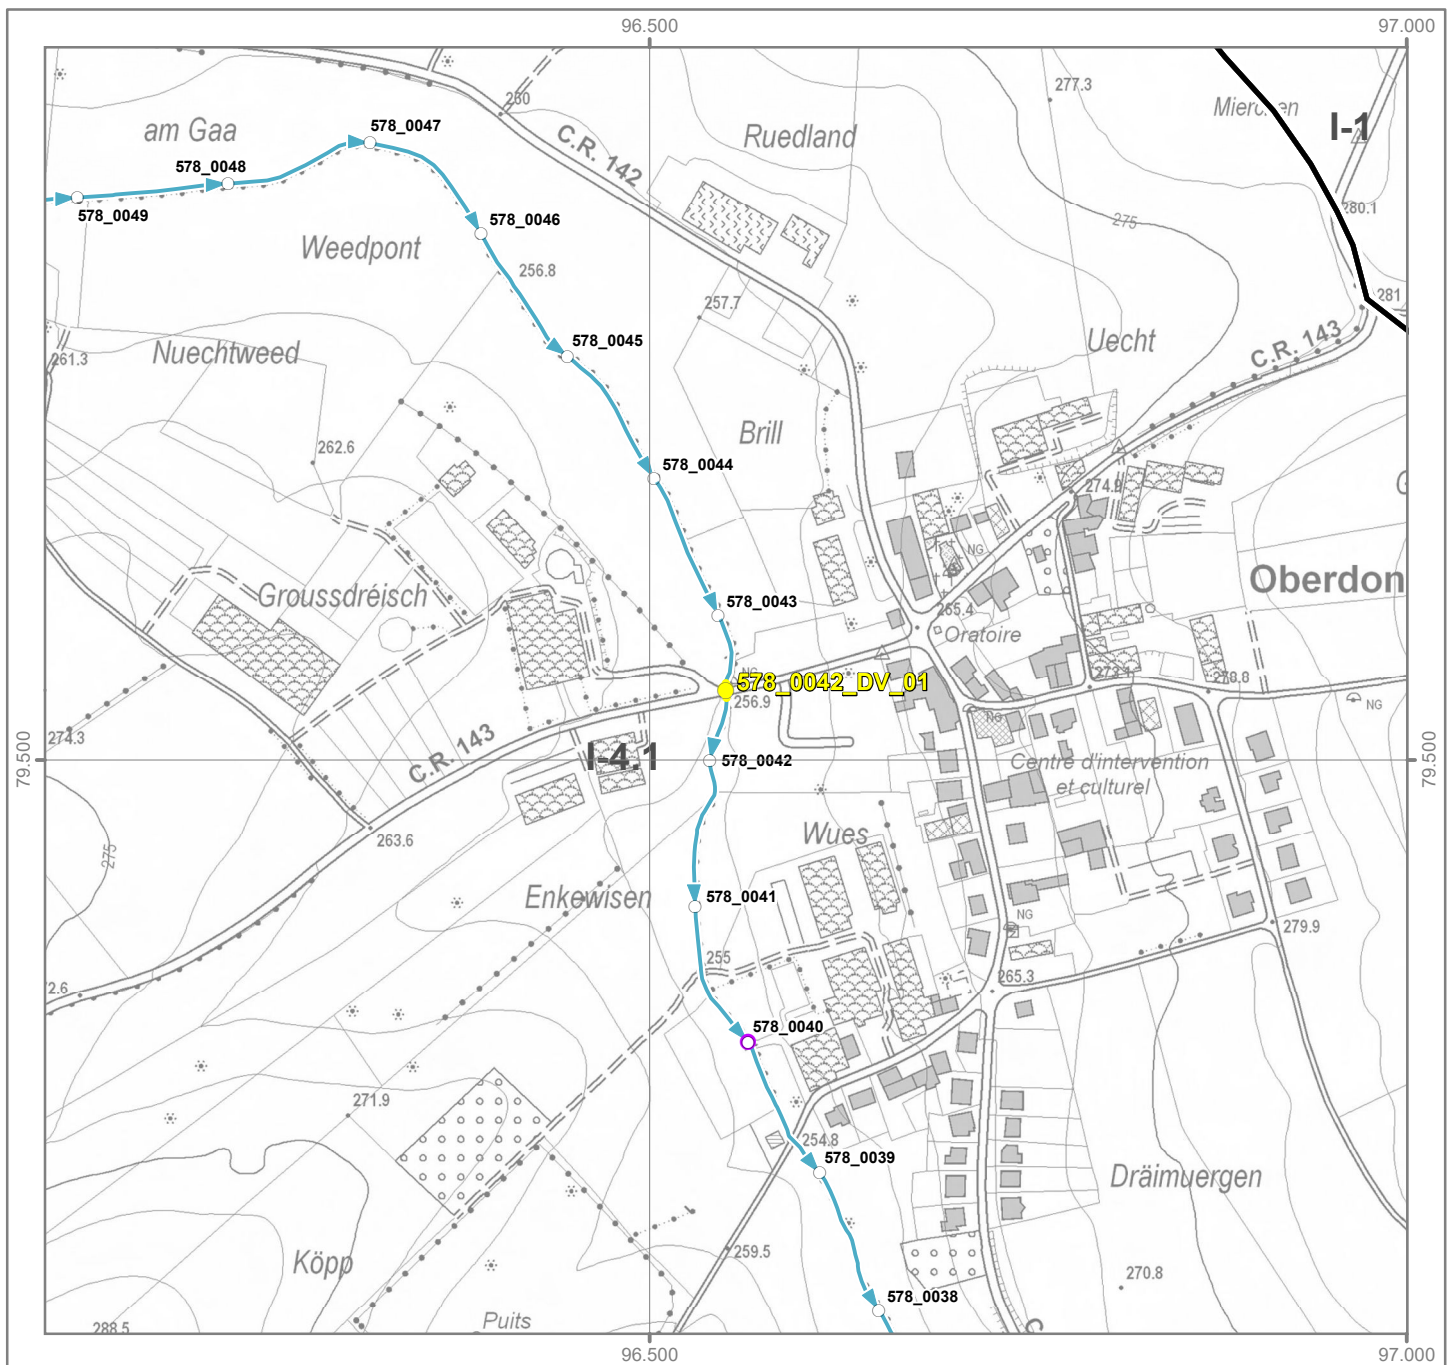 96.500
97.000
260
277.3
Mierchen
am Gaa
578_0047
Ruedland
I-1
C.R. 142
578_0048
578_0049
280.1
578_0046
275
Weedpont
256.8
257.7
281
578_0045
Uecht
C.R. 143
261.3
Nuechtweed
Brill
262.6
578_0044
274.8
NG
Oberdon
Groussdréisch
578_0043
265.4
Oratoire
NG
578_0042_DV_01
256.9
273.1
278.8
NG
NG
274.3
C.R. 143
I-4.1
79.500
578_0042
Centre d'intervention
et culturel
79.500
263.6
Wues
275
Enkewisen
578_0041
NG
279.9
255
265.3
2.6
578_0040
271.9
254.8
578_0039
Dräimuergen
259.5
Köpp
270.8
578_0038
Puits
288.5
96.500
97.000